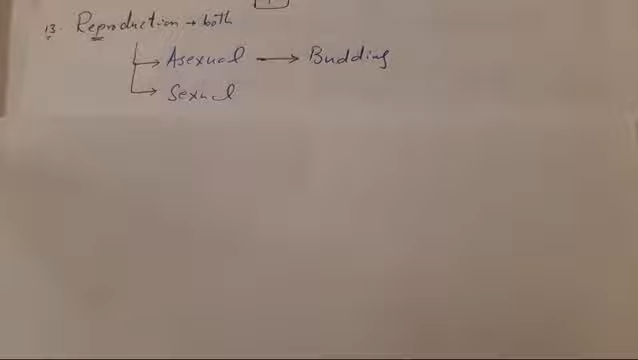 13. Reproduction → both
→ Asexual → Budding
→ Sexual